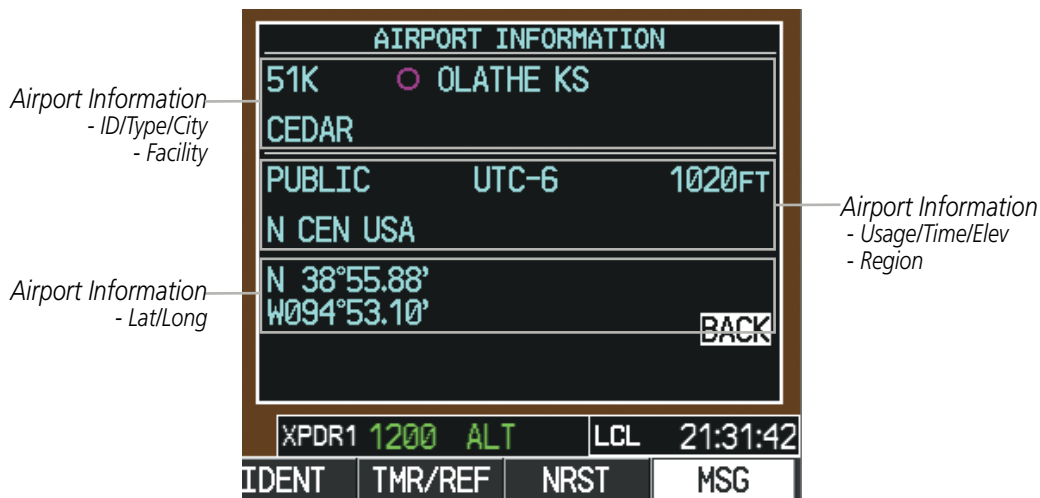 AIRPORT INFORMATION
51K OLATHE KS
CEDAR
Airport Information
- ID/Type/City
- Facility
PUBLIC UTC-6 1020FT
N CEN USA
Airport Information
- Usage/Time/Elev
- Region
N 38°55.88'
W094°53.10'
Airport Information
- Lat/Long
BACK
XPDR1 1200 ALT LCL 21:31:42
IDENT TMR/REF NRST MSG